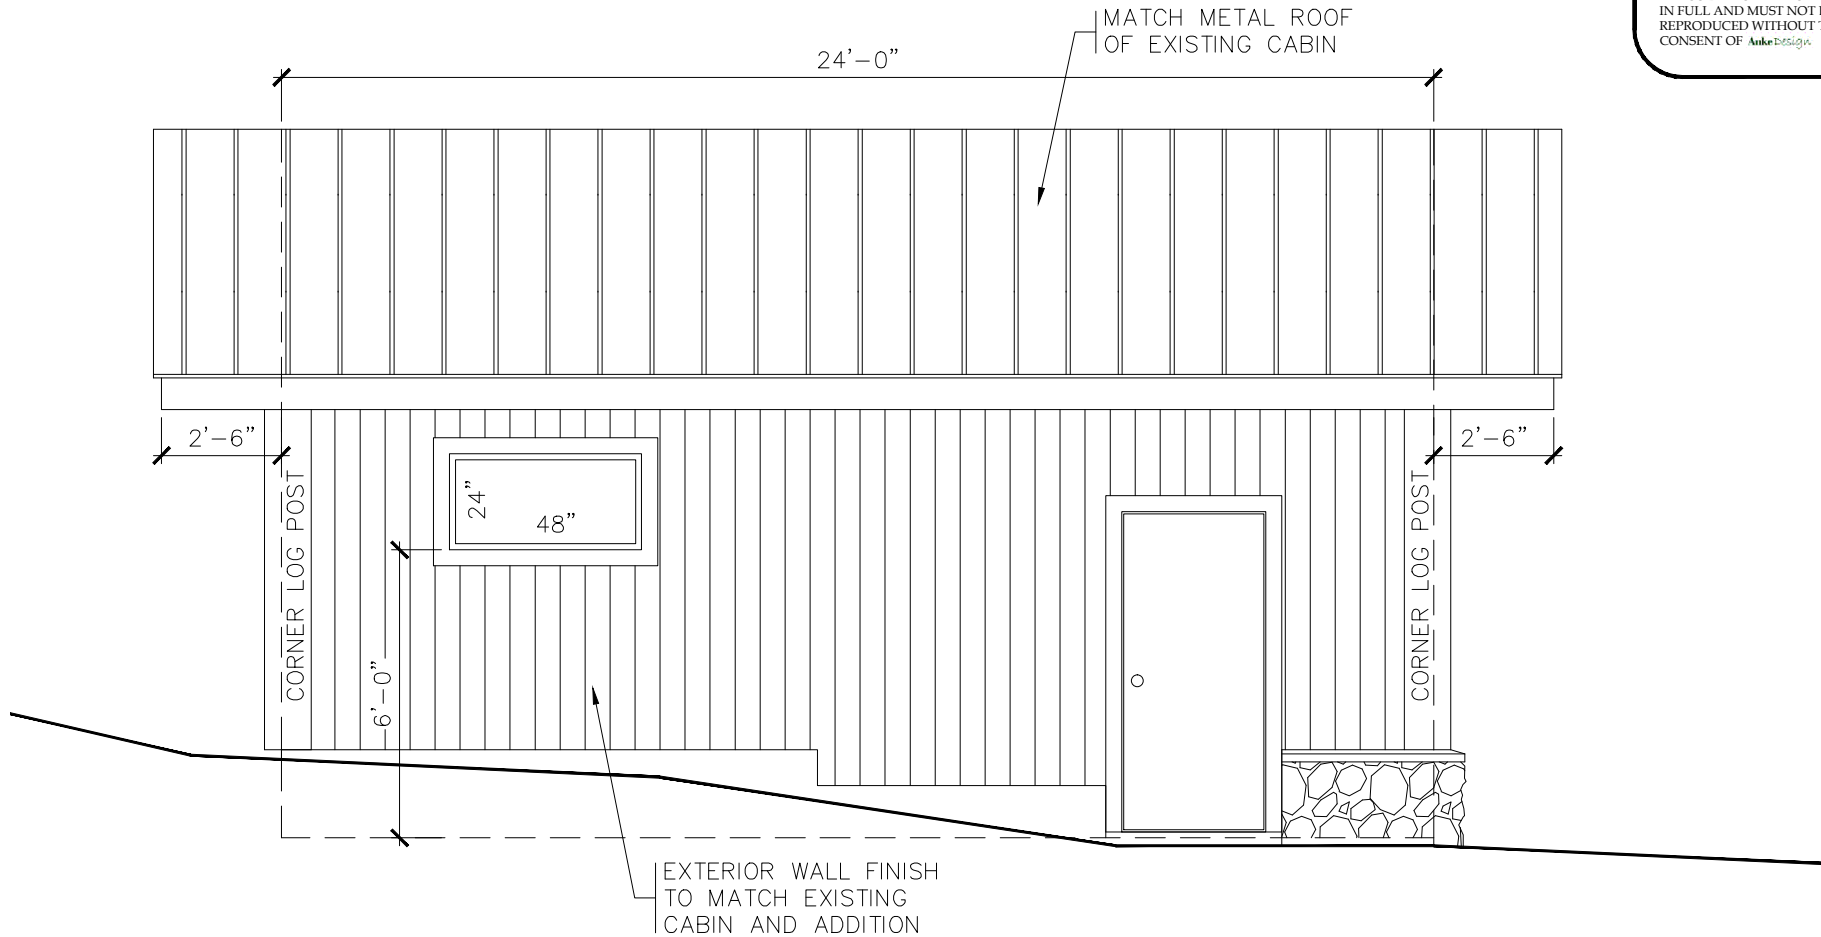 MATCH METAL ROOF
OF EXISTING CABIN
IN FULL AND MUST NOT
REPRODUCED WITHOUT
CONSENT OF AnkeDesign
24'-0"
2'-6"
2'-6"
24"
48"
CORNER LOG POST
CORNER LOG POST
6'-0"
EXTERIOR WALL FINISH
TO MATCH EXISTING
CABIN AND ADDITION